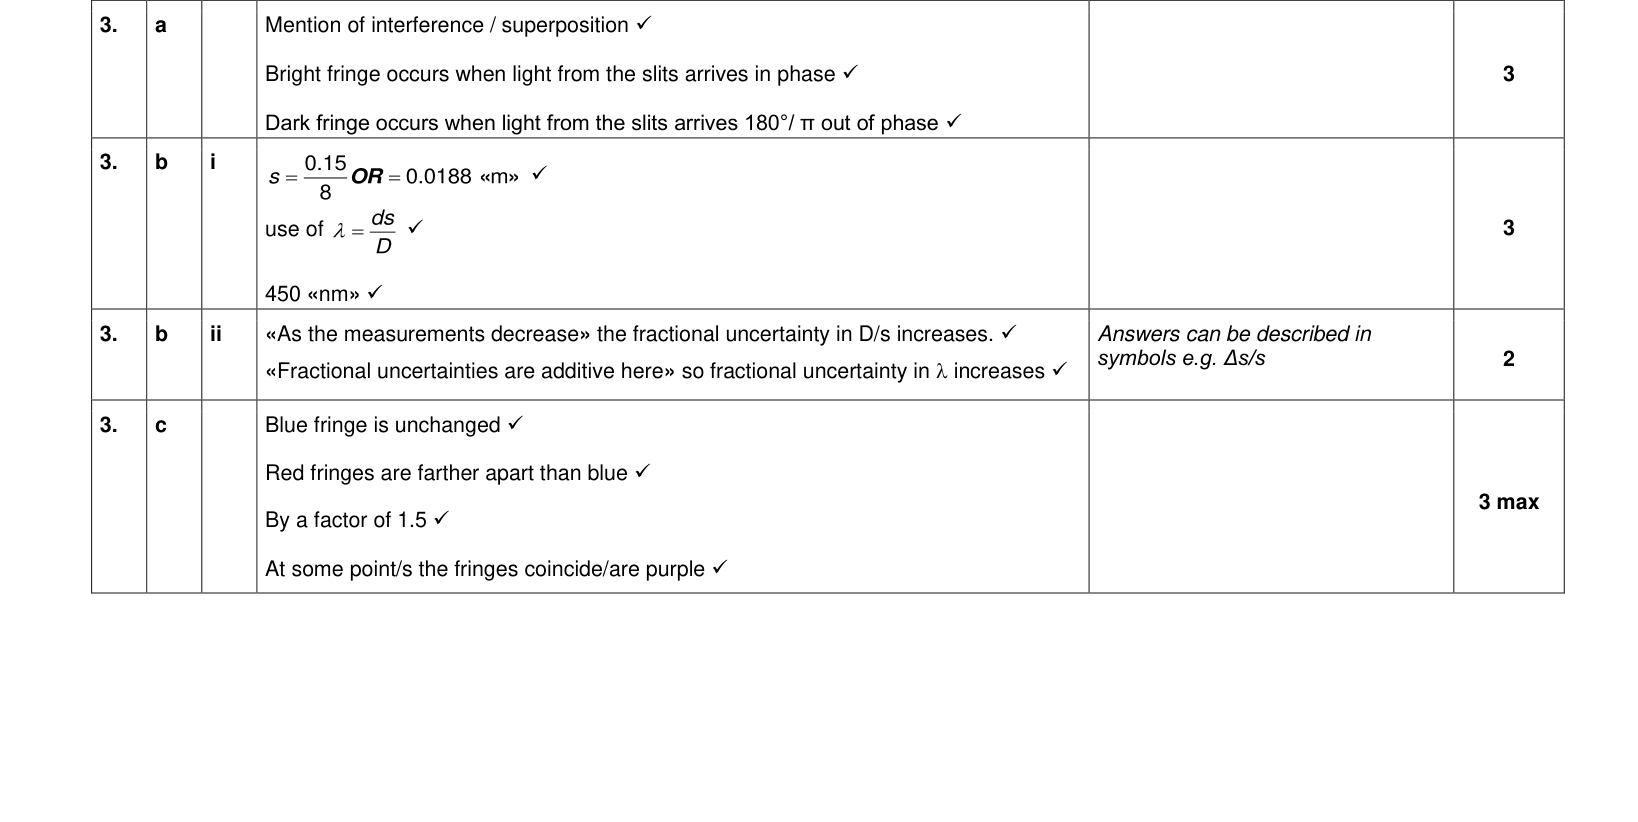 3. a Mention of interference / superposition ✓
Bright fringe occurs when light from the slits arrives in phase ✓
3
Dark fringe occurs when light from the slits arrives 180°/ π out of phase ✓
3. b i s = 0.15/8 OR = 0.0188 «m» ✓
use of λ = ds/D ✓
3
450 «nm» ✓
3. b ii «As the measurements decrease» the fractional uncertainty in D/s increases. ✓
«Fractional uncertainties are additive here» so fractional uncertainty in λ increases ✓
Answers can be described in
symbols e.g. Δs/s
2
3. c Blue fringe is unchanged ✓
Red fringes are farther apart than blue ✓
By a factor of 1.5 ✓
At some point/s the fringes coincide/are purple ✓
3 max